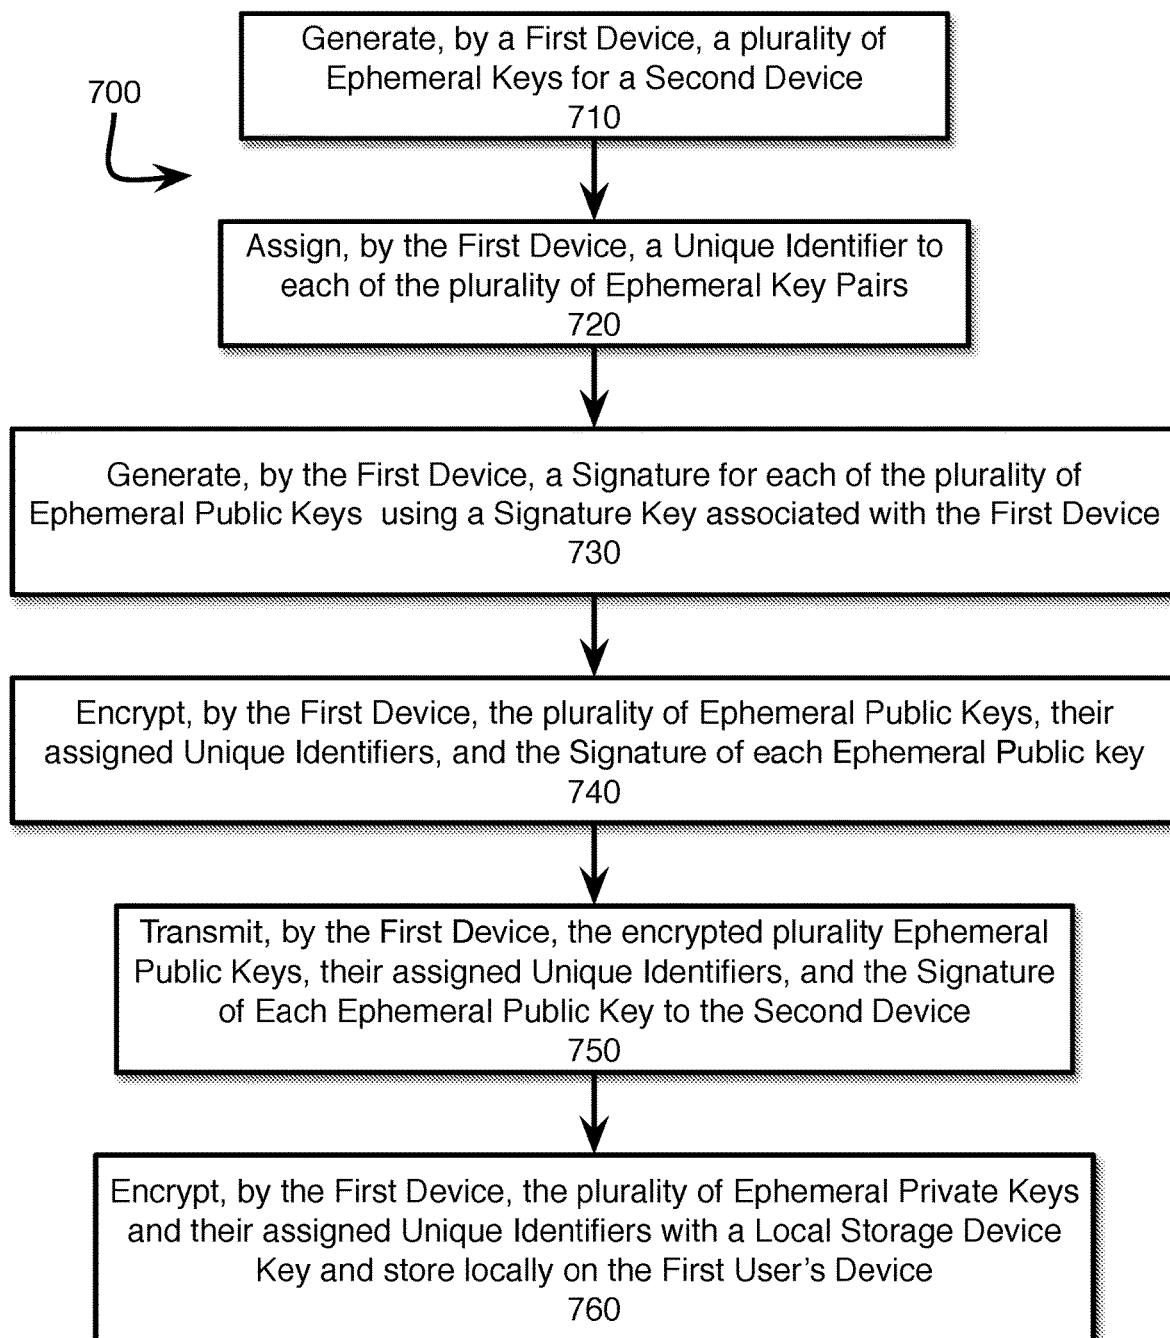 Generate, by a First Device, a plurality of
Ephemeral Keys for a Second Device
710
700
Assign, by the First Device, a Unique Identifier to
each of the plurality of Ephemeral Key Pairs
720
Generate, by the First Device, a Signature for each of the plurality of
Ephemeral Public Keys using a Signature Key associated with the First Device
730
Encrypt, by the First Device, the plurality of Ephemeral Public Keys, their
assigned Unique Identifiers, and the Signature of each Ephemeral Public key
740
Transmit, by the First Device, the encrypted plurality Ephemeral
Public Keys, their assigned Unique Identifiers, and the Signature
of Each Ephemeral Public Key to the Second Device
750
Encrypt, by the First Device, the plurality of Ephemeral Private Keys
and their assigned Unique Identifiers with a Local Storage Device
Key and store locally on the First User's Device
760